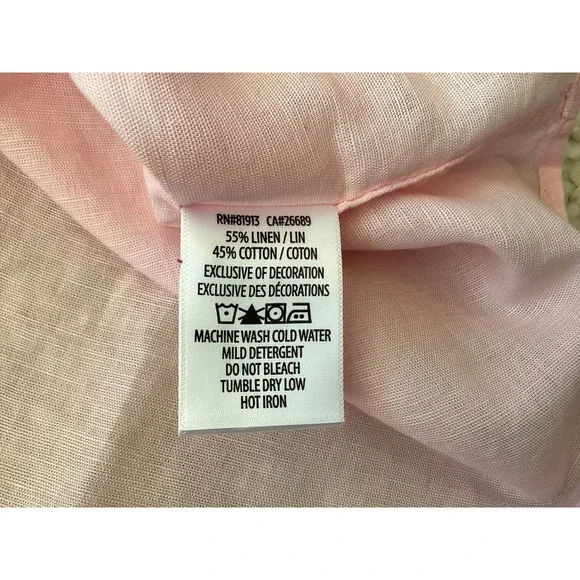 RN#81913 CA#26689
55% LINEN / LIN
45% COTTON / COTON
EXCLUSIVE OF DECORATION
EXCLUSIVE DES DÉCORATIONS
MACHINE WASH COLD WATER
MILD DETERGENT
DO NOT BLEACH
TUMBLE DRY LOW
HOT IRON